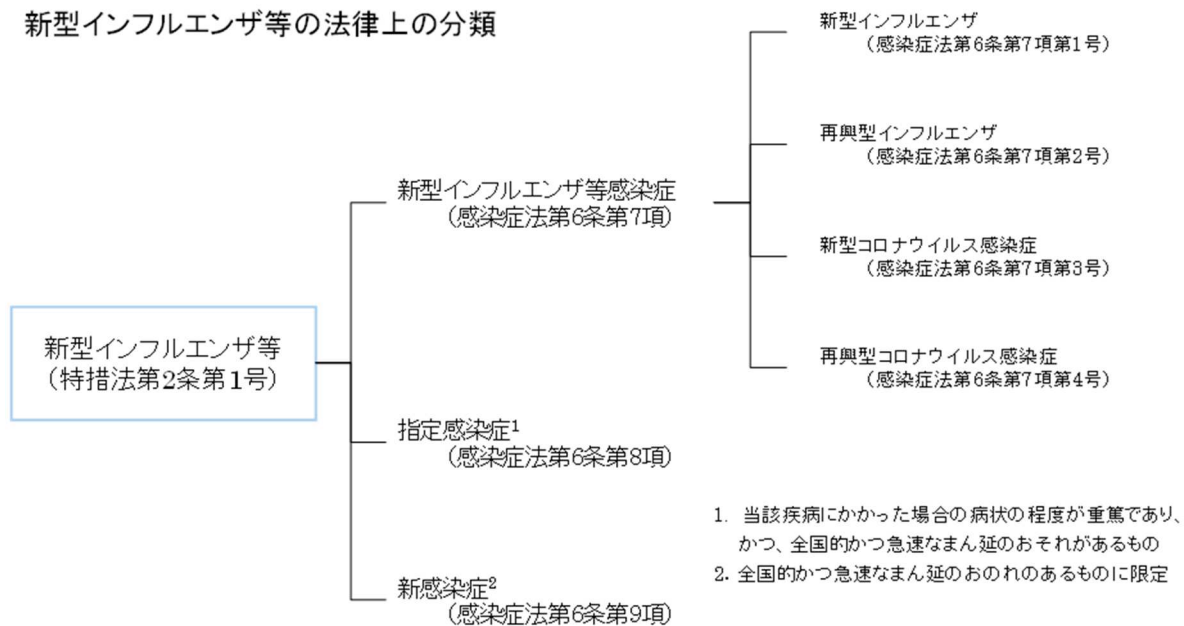 新型インフルエンザ等の法律上の分類
新型インフルエンザ等
(特措法第2条第1号)
新型インフルエンザ等感染症
(感染症法第6条第7項)
指定感染症1
(感染症法第6条第8項)
新感染症2
(感染症法第6条第9項)
新型インフルエンザ
(感染症法第6条第7項第1号)
再興型インフルエンザ
(感染症法第6条第7項第2号)
新型コロナウイルス感染症
(感染症法第6条第7項第3号)
再興型コロナウイルス感染症
(感染症法第6条第7項第4号)
1. 当該疾病にかかった場合の病状の程度が重篤であり、
かつ、全国的かつ急速なまん延のおそれがあるもの
2. 全国的かつ急速なまん延のおのれのあるものに限定